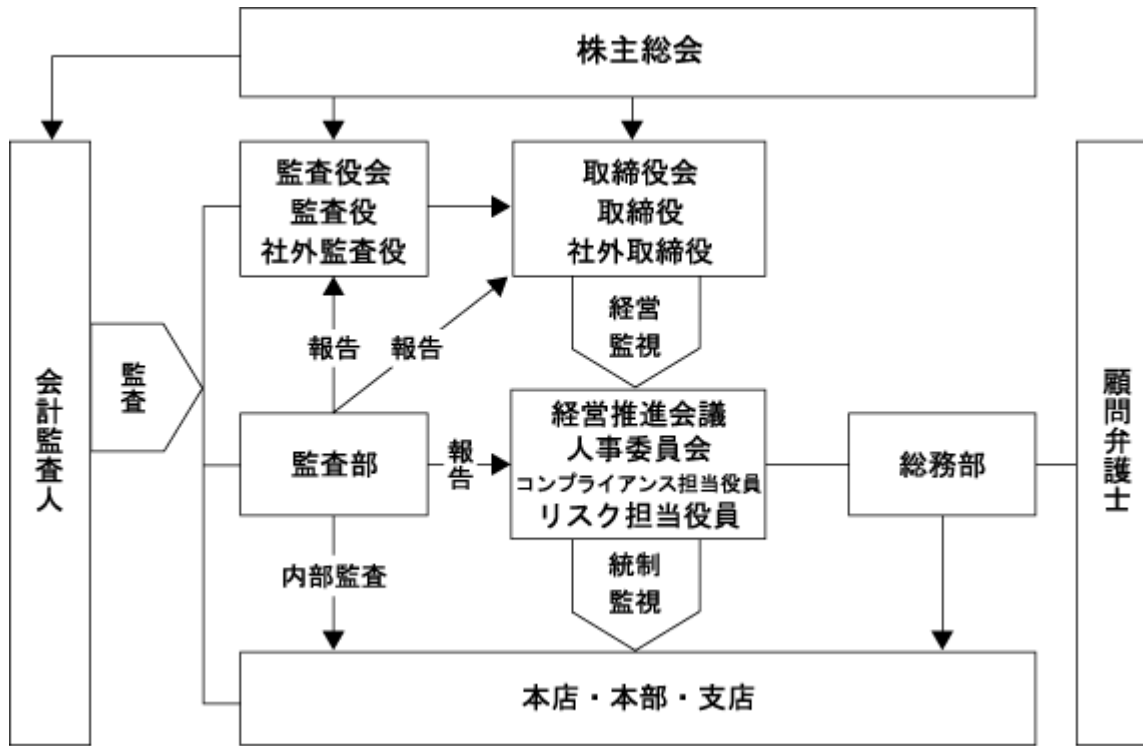 株主総会
監査役会
監査役
社外監査役
取締役会
取締役
社外取締役
経営
監視
報告
報告
会計監査人
監査
経営推進会議
人事委員会
コンプライアンス担当役員
リスク担当役員
監査部
報告
総務部
顧問弁護士
内部監査
統制
監視
本店・本部・支店